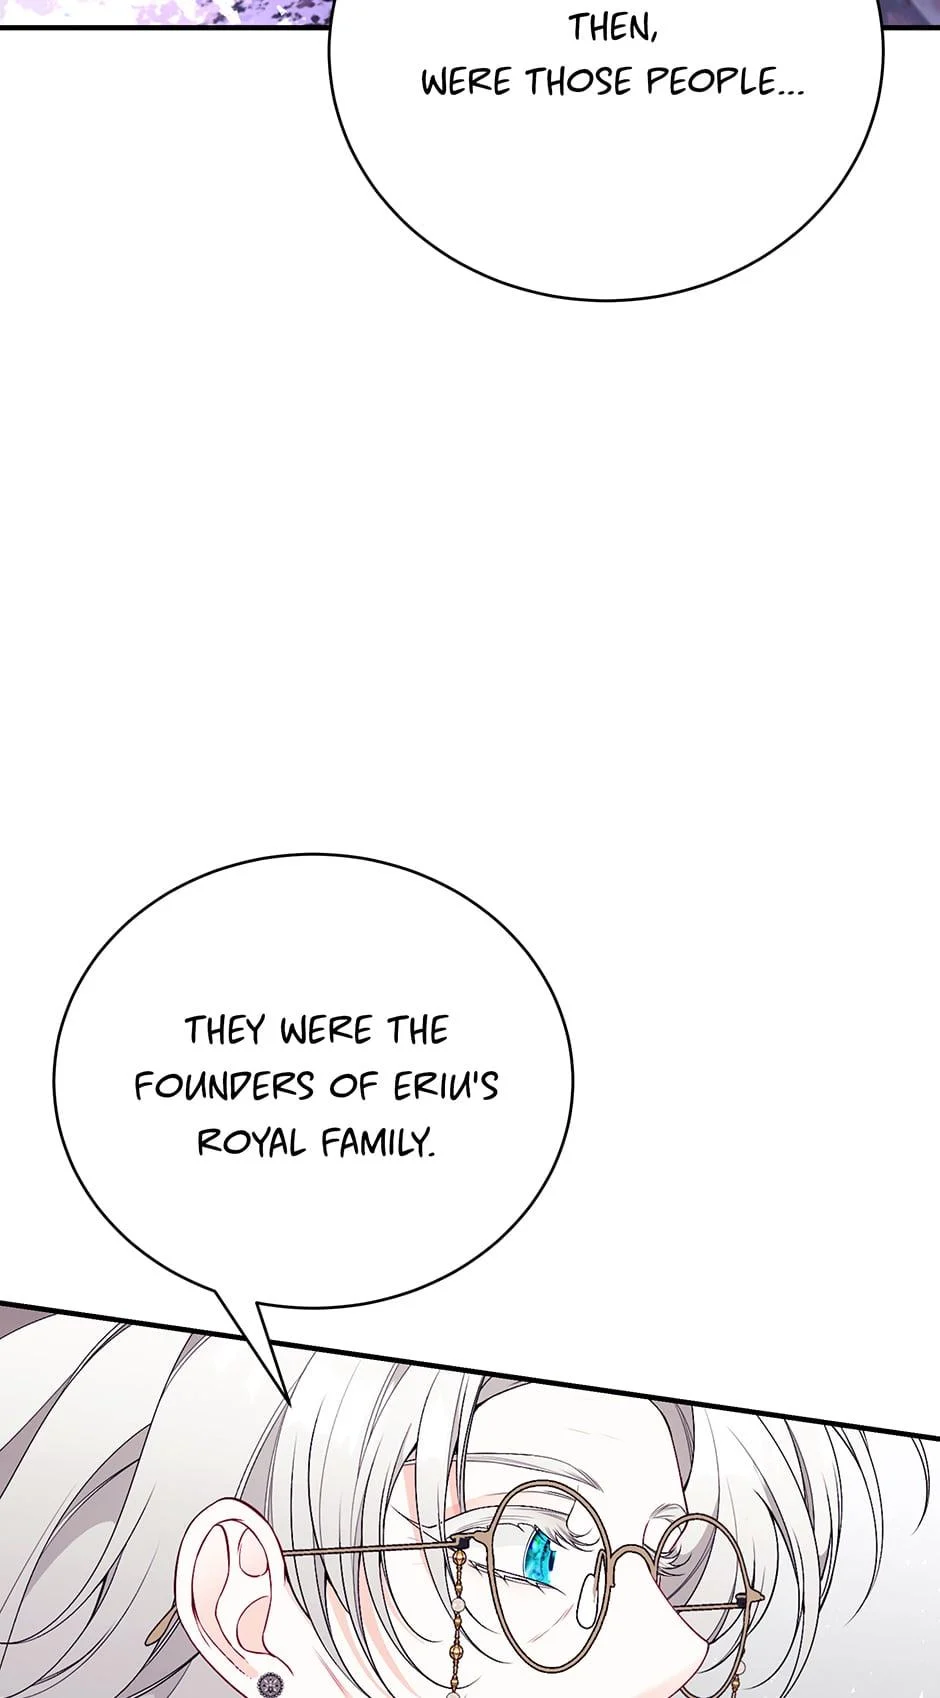 THEN,
WERE THOSE PEOPLE...
THEY WERE THE
FOUNDERS OF ERIU'S
ROYAL FAMILY.